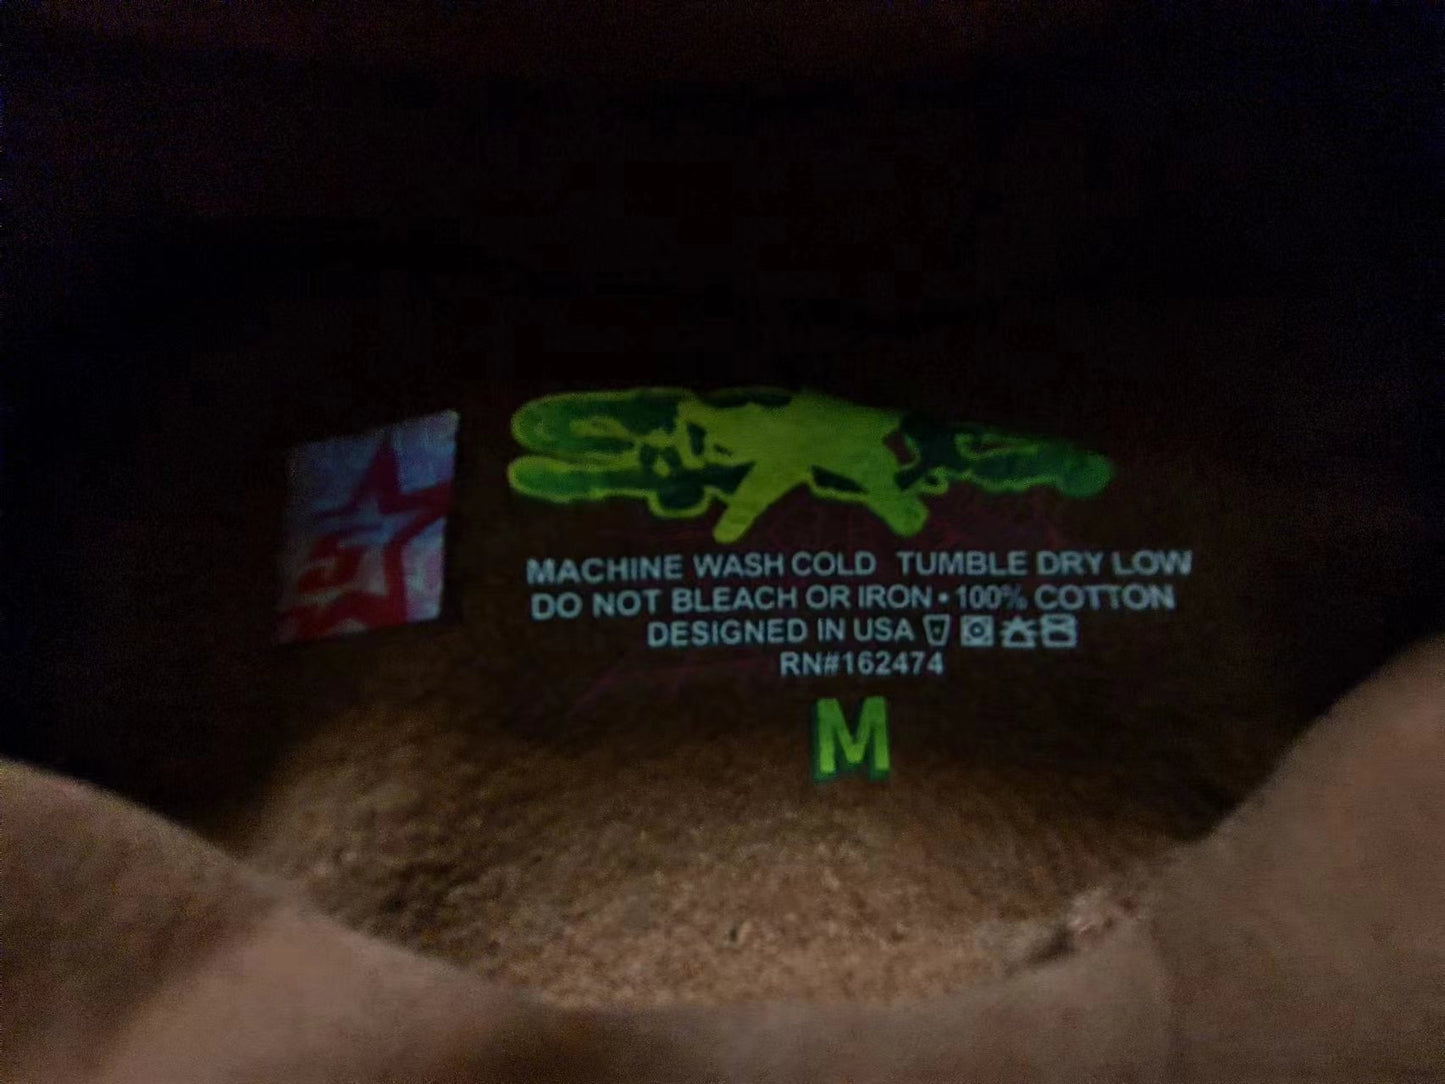 MACHINE WASH COLD TUMBLE DRY LOW
DO NOT BLEACH OR IRON • 100% COTTON
DESIGNED IN USA
RN#162474
M